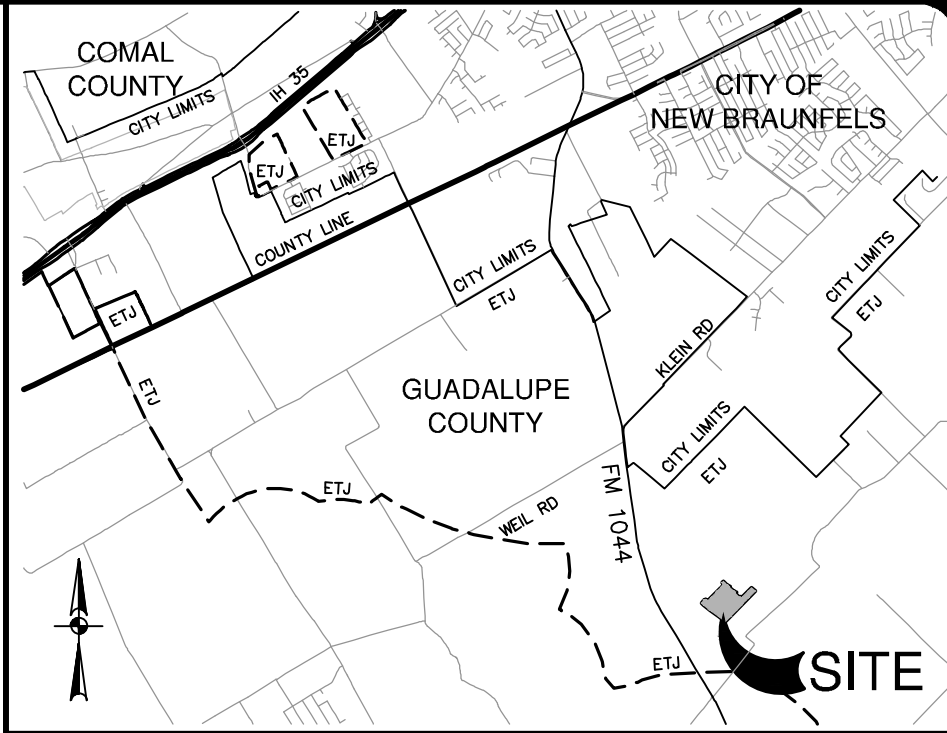 COMAL
COUNTY
CITY LIMITS
IH 35
CITY OF
NEW BRAUNFELS
ETJ
ETJ
CITY LIMITS
COUNTY LINE
CITY LIMITS
ETJ
CITY LIMITS
ETJ
ETJ
ETJ
KLEIN RD
GUADALUPE
COUNTY
CITY LIMITS
ETJ
ETJ
WEIL RD
FM 1044
ETJ
SITE